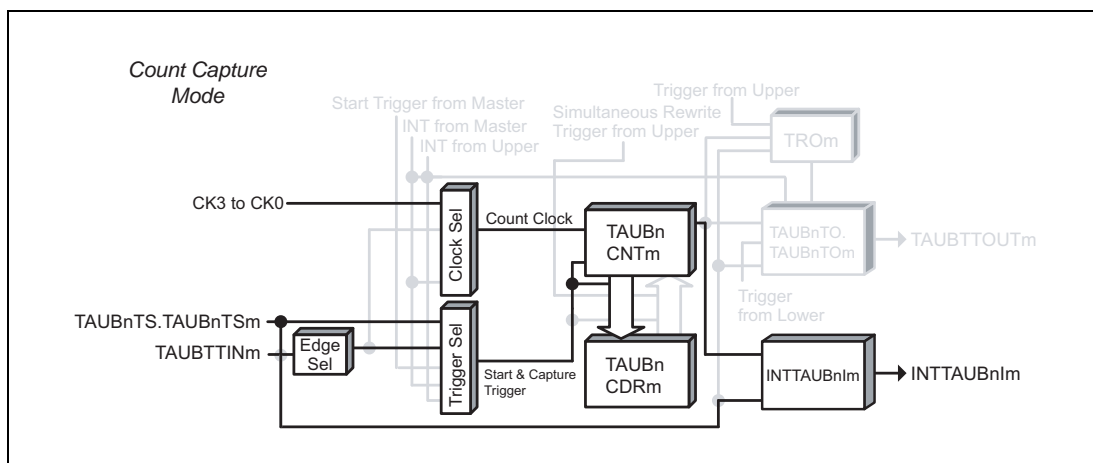 Count Capture
Mode
Trigger from Upper
Start Trigger from Master
Simultaneous Rewrite
Trigger from Upper
INT from Master
INT from Upper
TROm
CK3 to CK0
Clock Sel
Count Clock
TAUBn
CNTm
TAUBnTO.
TAUBnTOm
TAUBTTOUTm
Trigger
from Lower
TAUBnTS.TAUBnTSm
TAUBTTINm
Edge
Sel
Trigger Sel
Start & Capture
Trigger
TAUBn
CDRm
INTTAUBnIm
INTTAUBnIm